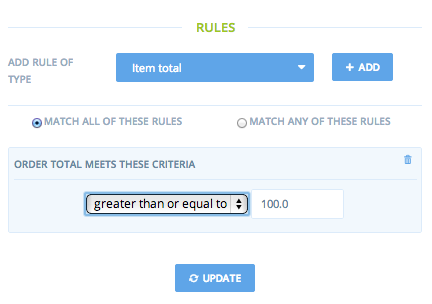 RULES
ADD RULE OF TYPE
Item total
+ ADD
MATCH ALL OF THESE RULES
MATCH ANY OF THESE RULES
ORDER TOTAL MEETS THESE CRITERIA
greater than or equal to
100.0
UPDATE